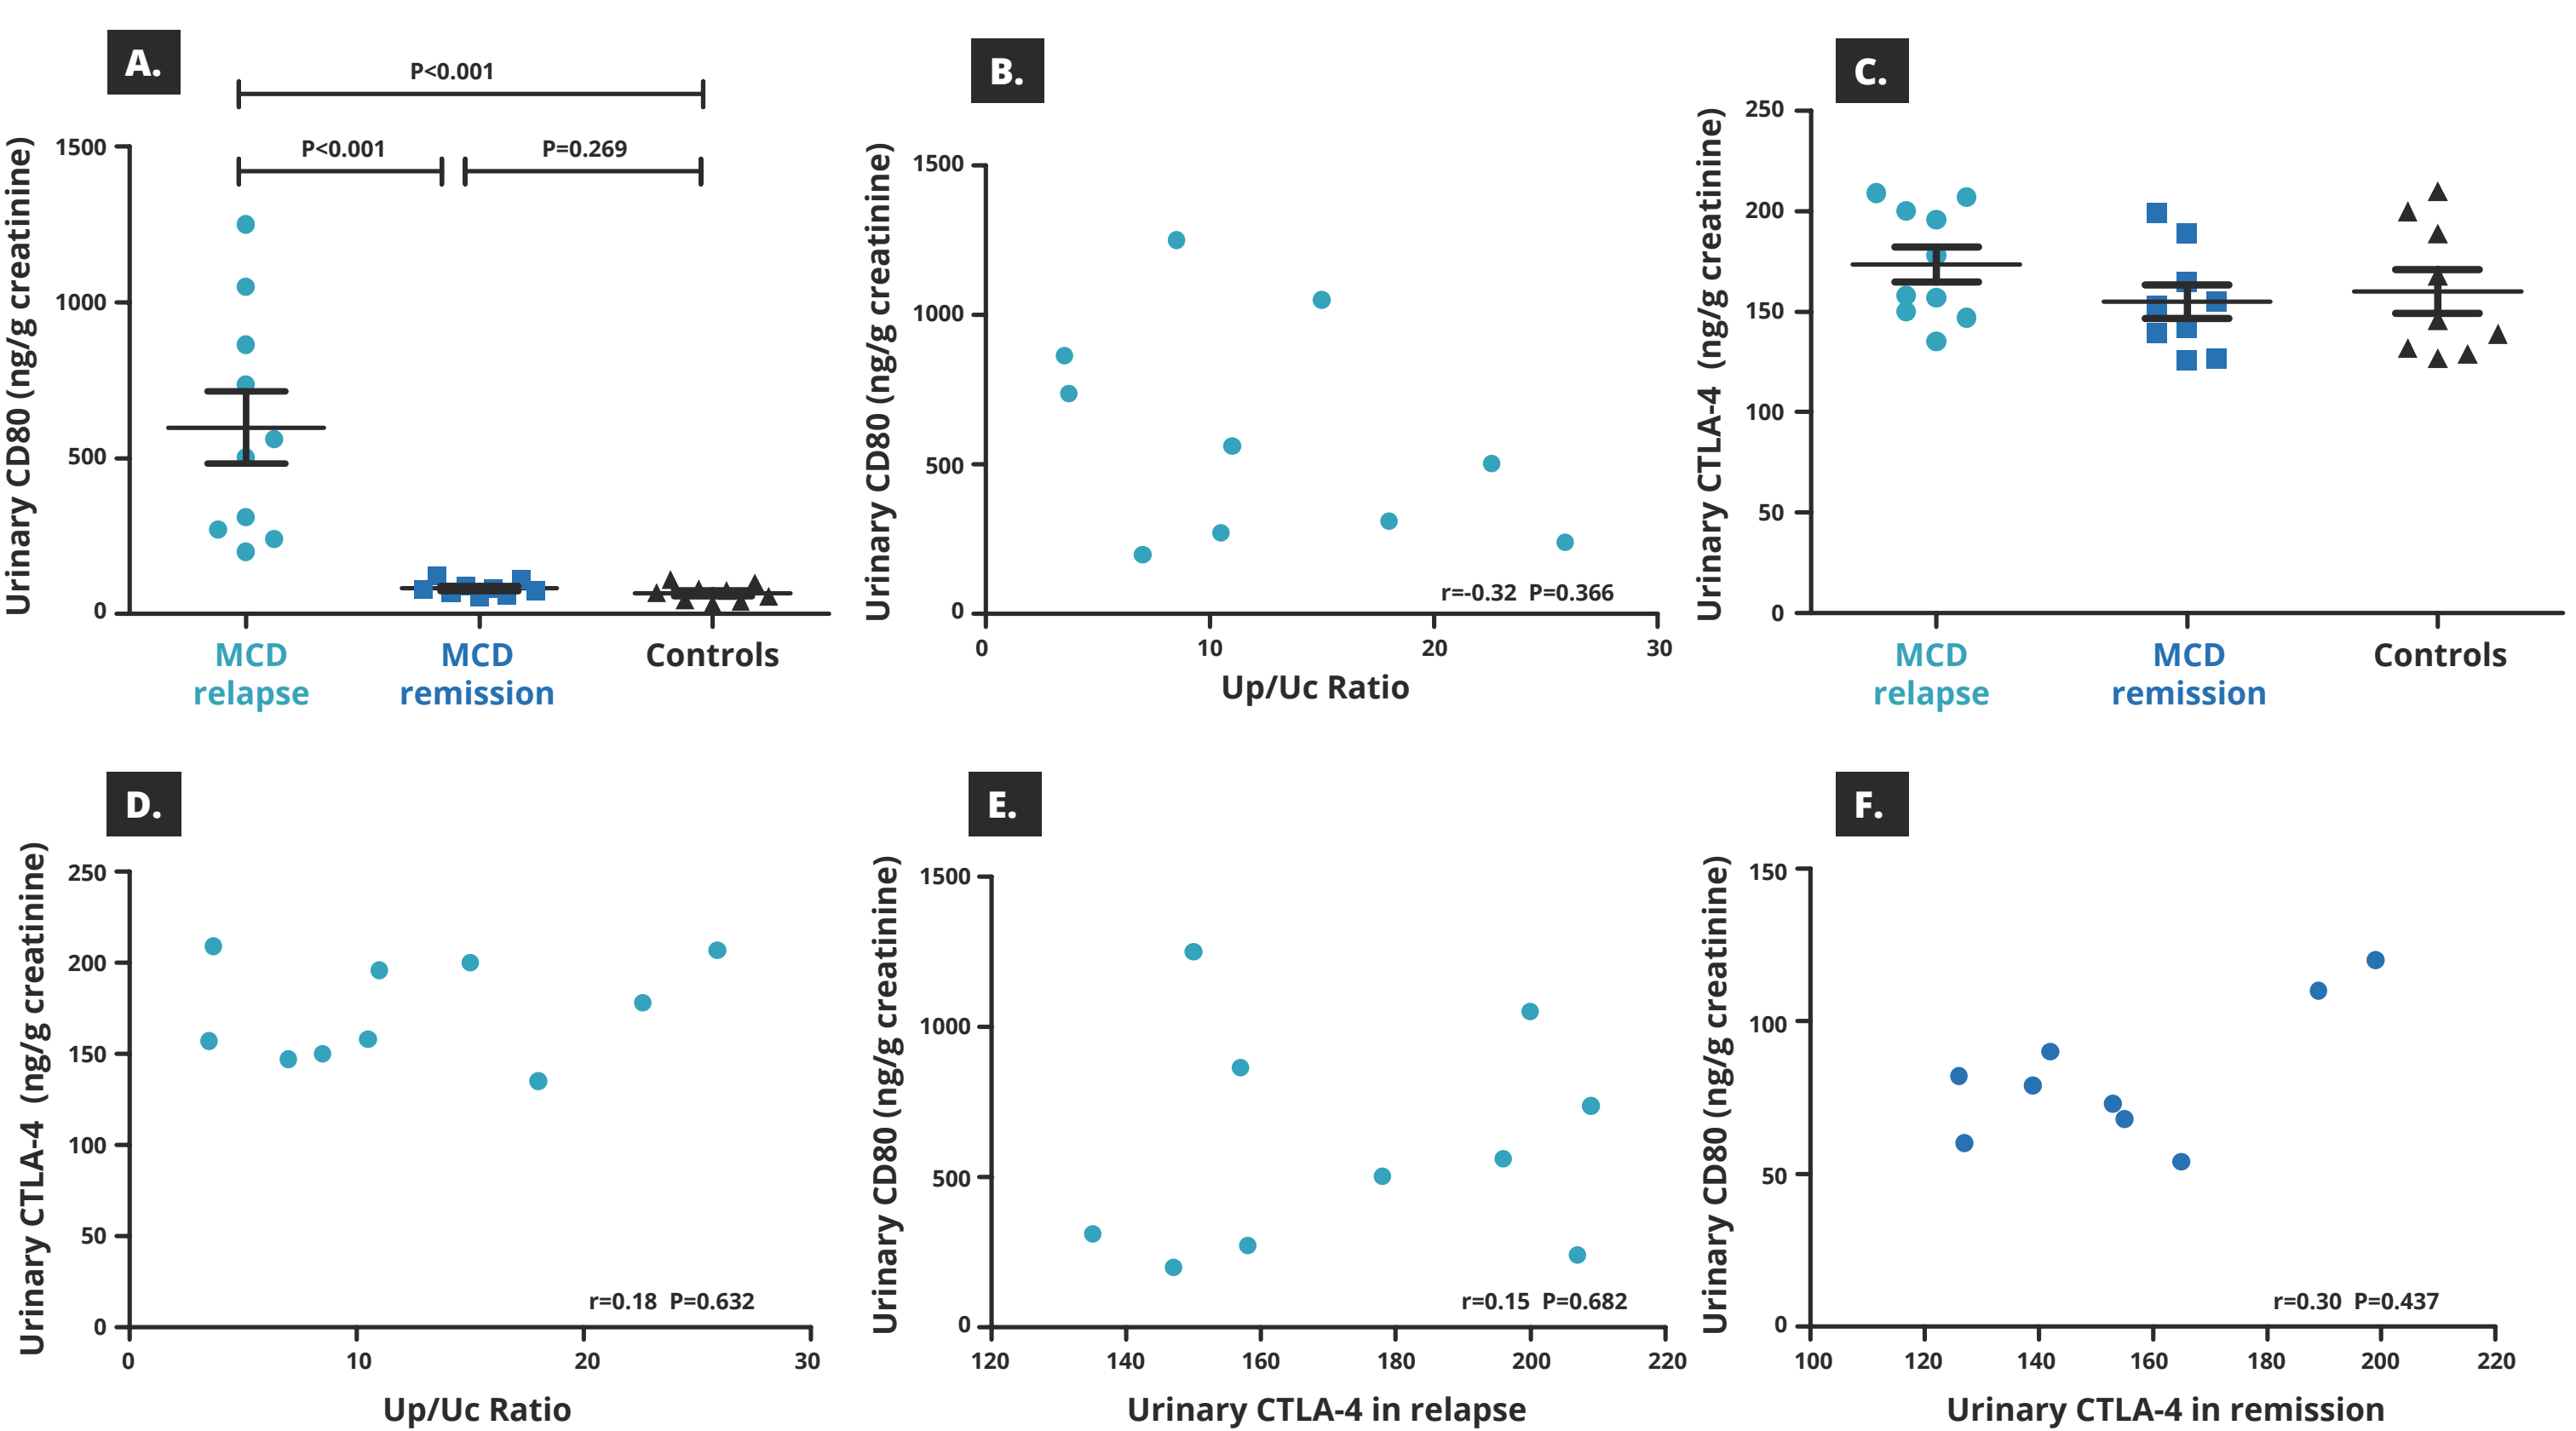 A.
P<0.001
P<0.001
P=0.269
Urinary CD80 (ng/g creatinine)
1500
1000
500
0
MCD
relapse
MCD
remission
Controls
B.
Urinary CD80 (ng/g creatinine)
1500
1000
500
0
r=-0.32 P=0.366
0
10
20
30
Up/Uc Ratio
C.
Urinary CTLA-4 (ng/g creatinine)
250
200
150
100
50
0
MCD
relapse
MCD
remission
Controls
D.
Urinary CTLA-4 (ng/g creatinine)
250
200
150
100
50
0
r=0.18 P=0.632
0
10
20
30
Up/Uc Ratio
E.
Urinary CD80 (ng/g creatinine)
1500
1000
500
0
r=0.15 P=0.682
120
140
160
180
200
220
Urinary CTLA-4 in relapse
F.
Urinary CD80 (ng/g creatinine)
150
100
50
0
r=0.30 P=0.437
100
120
140
160
180
200
220
Urinary CTLA-4 in remission